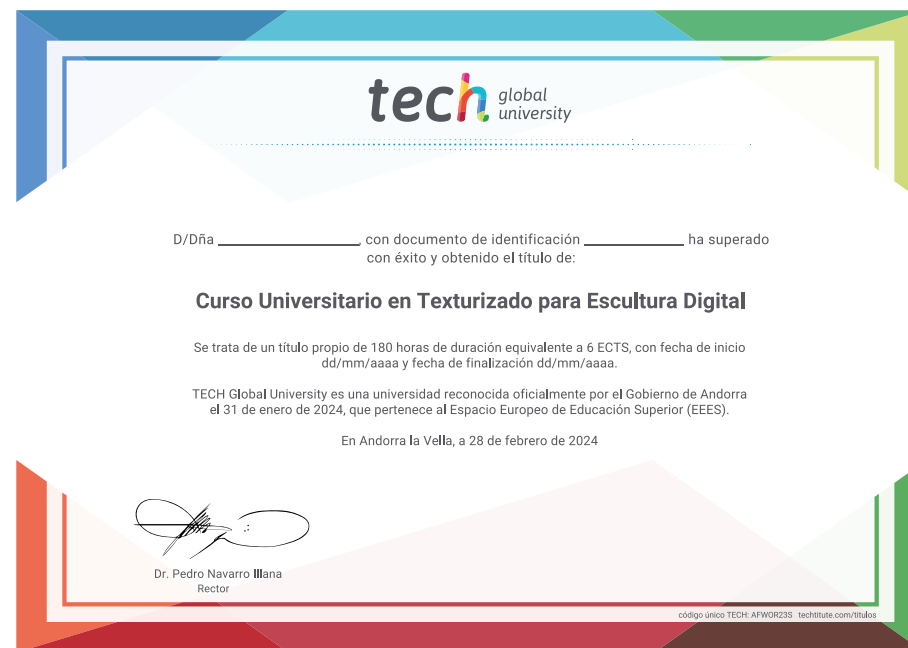 tech global university
D/Dña ____________________, con documento de identificación ______________ ha superado
con éxito y obtenido el título de:
Curso Universitario en Texturizado para Escultura Digital
Se trata de un título propio de 180 horas de duración equivalente a 6 ECTS, con fecha de inicio
dd/mm/aaaa y fecha de finalización dd/mm/aaaa.
TECH Global University es una universidad reconocida oficialmente por el Gobierno de Andorra
el 31 de enero de 2024, que pertenece al Espacio Europeo de Educación Superior (EEES).
En Andorra la Vella, a 28 de febrero de 2024
Dr. Pedro Navarro Illana
Rector
código único TECH: AFWOR23S techtitute.com/titulos